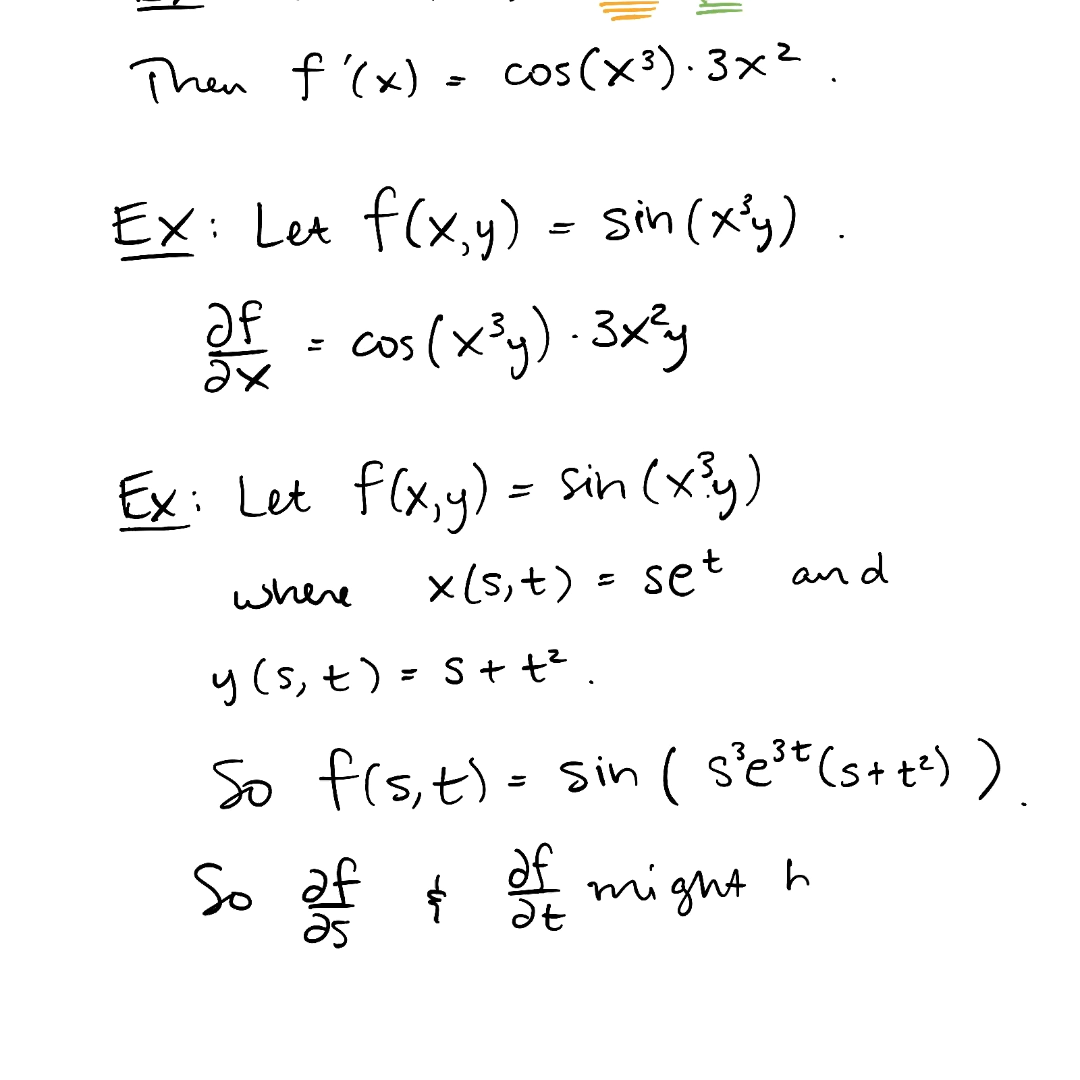 Then f'(x) = cos(x³)·3x².
Ex: Let f(x,y) = sin(x³y).
∂f/∂x = cos(x³y)·3x²y
Ex: Let f(x,y) = sin(x³y)
where x(s,t) = se^t and
y(s,t) = s + t².
So f(s,t) = sin( s³e^{3t}(s+t²) ).
So ∂f/∂s & ∂f/∂t might h